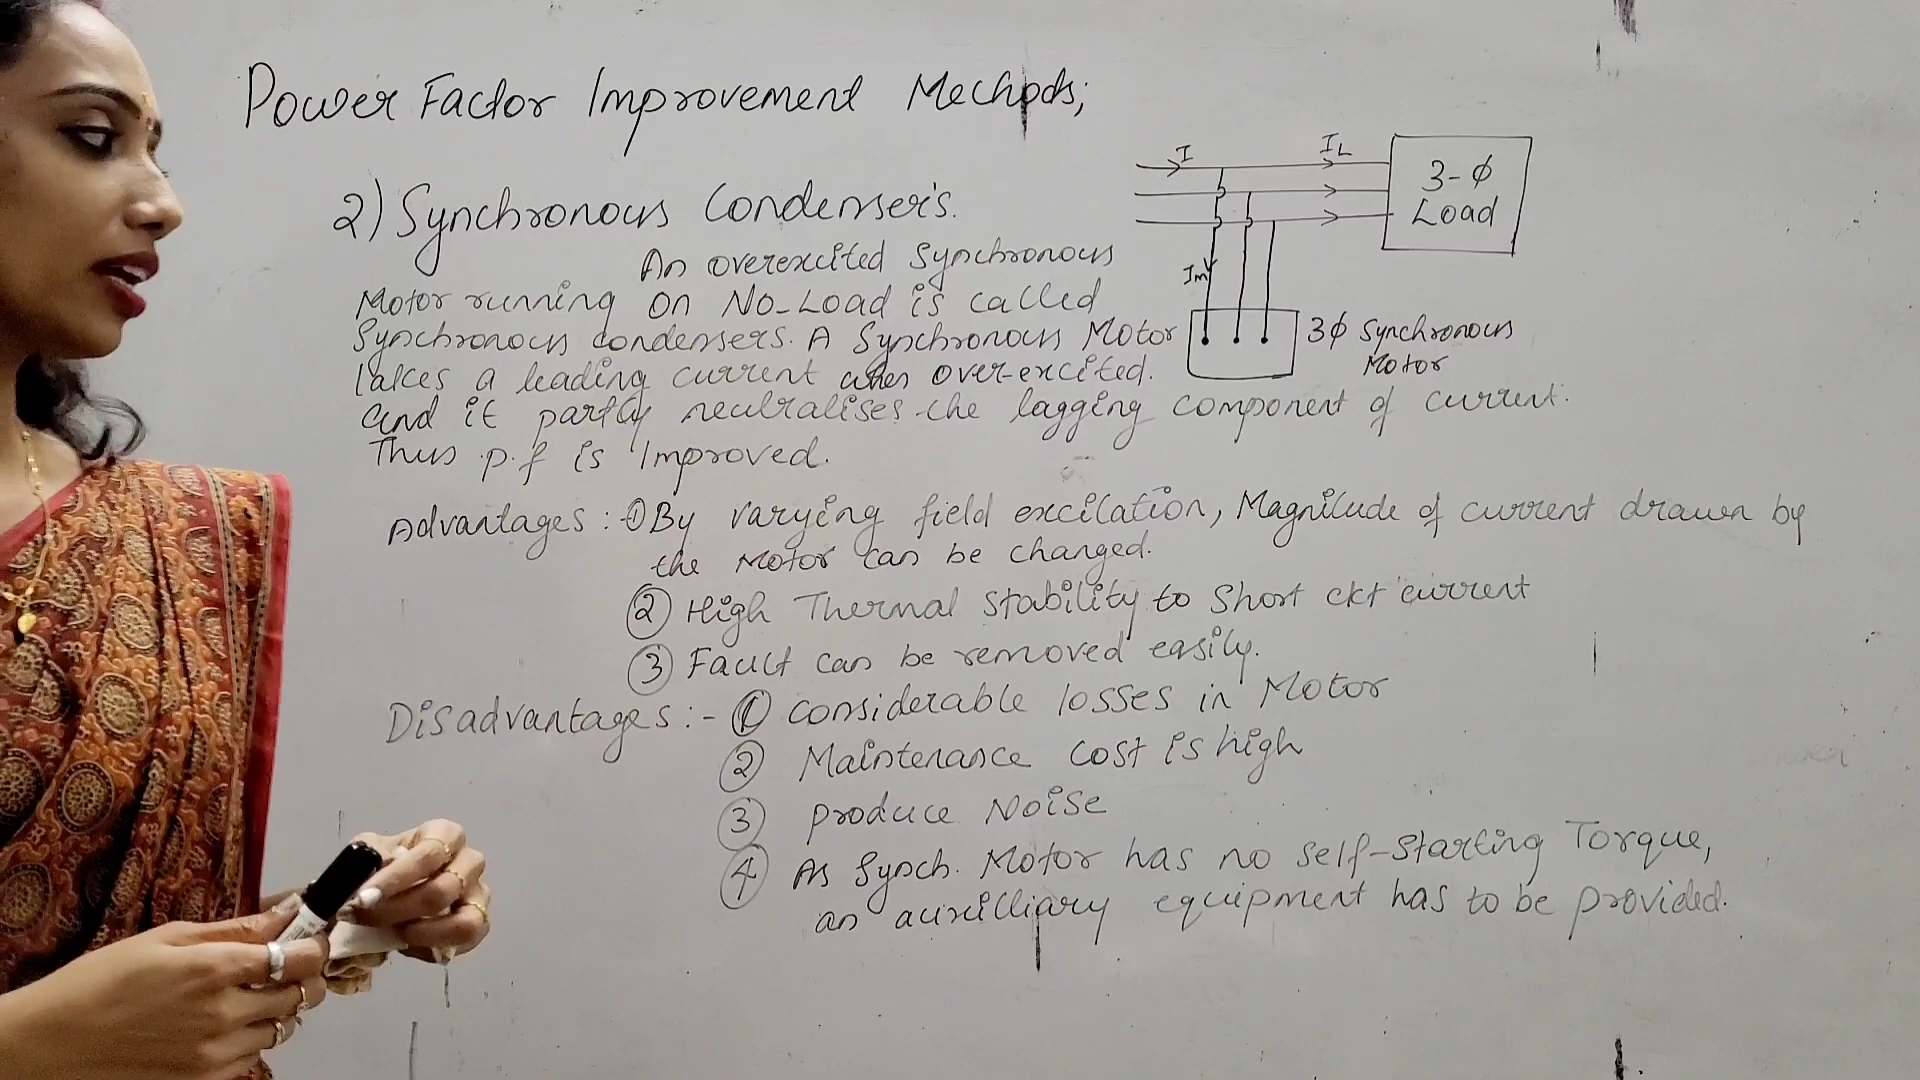 Power Factor Improvement Methods;
2) Synchronous Condensers.
An overexcited Synchronous
Motor running on No-Load is called
Synchronous condensers. A Synchronous Motor
takes a leading current when over-excited.
and it partly neutralises the lagging component of current.
Thus p.f is Improved.
I
IL
3-ϕ
Load
Im
3ϕ Synchronous
Motor
Advantages :- ① By varying field excitation, Magnitude of current drawn by
the Motor can be changed.
② High Thermal Stability to Short ckt current
③ Fault can be removed easily.
Disadvantages :- ① Considerable losses in Motor
② Maintenance cost is high
③ Produce Noise
④ As Synch. Motor has no self-starting Torque,
an auxilliary equipment has to be provided.